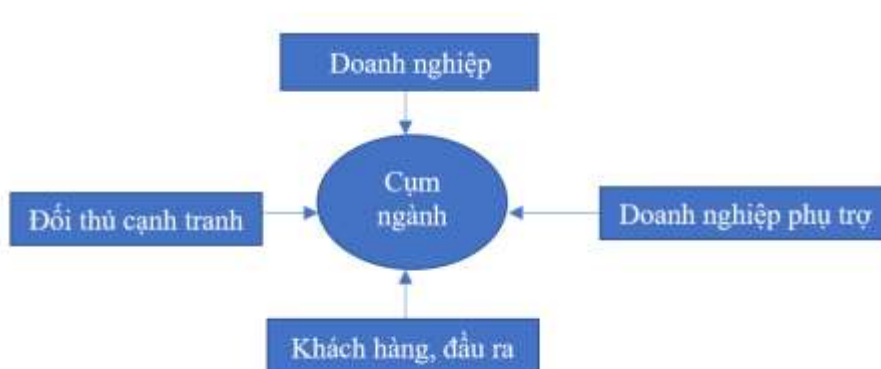 Doanh nghiệp
Cụm
ngành
Đối thủ cạnh tranh
Doanh nghiệp phụ trợ
Khách hàng, đầu ra